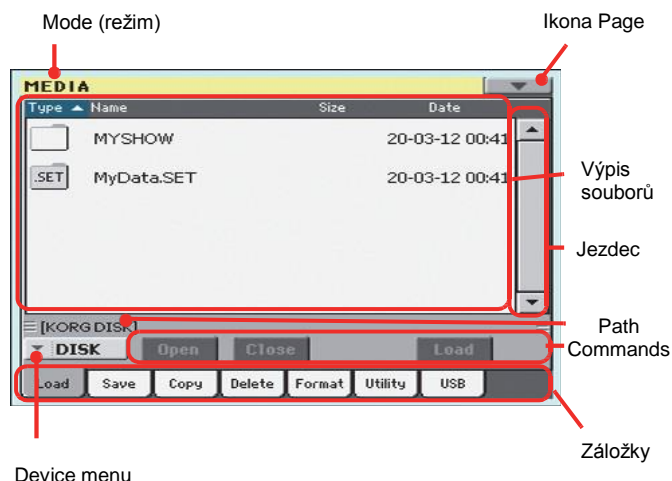 Mode (režim)
Ikona Page
MEDIA
Type Name Size Date
MYSHOW 20-03-12 00:41
.SET MyData.SET 20-03-12 00:41
Výpis
souborů
Jezdec
[KORG DISK]
Path
DISK Open Close Load
Commands
Load Save Copy Delete Format Utility USB
Záložky
Device menu